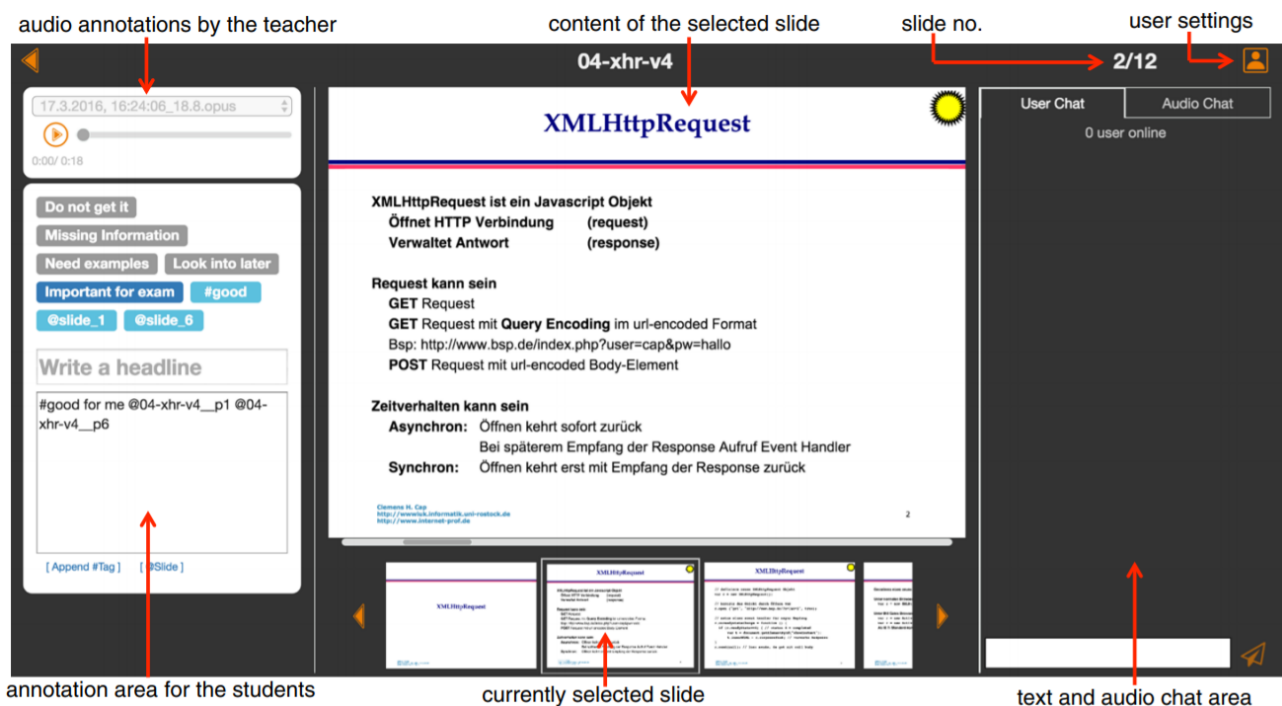 audio annotations by the teacher
content of the selected slide
slide no.
user settings
04-xhr-v4
2/12
17.3.2016, 16:24:06_18.8.opus
0:00/ 0:18
Do not get it
Missing Information
Need examples Look into later
Important for exam #good
@slide_1 @slide_6
Write a headline
#good for me @04-xhr-v4__p1 @04-
xhr-v4__p6
[ Append #Tag ] [ @Slide ]
XMLHttpRequest
XMLHttpRequest ist ein Javascript Objekt
Öffnet HTTP Verbindung (request)
Verwaltet Antwort (response)
Request kann sein
GET Request
GET Request mit Query Encoding im url-encoded Format
Bsp: http://www.bsp.de/index.php?user=cap&pw=hallo
POST Request mit url-encoded Body-Element
Zeitverhalten kann sein
Asynchron: Öffnen kehrt sofort zurück
Bei späterem Empfang der Response Aufruf Event Handler
Synchron: Öffnen kehrt erst mit Empfang der Response zurück
Clemens H. Cap
http://wwwiuk.informatik.uni-rostock.de
http://www.internet-prof.de
2
User Chat Audio Chat
0 user online
XMLHttpRequest
XMLHttpRequest
XMLHttpRequest
annotation area for the students
currently selected slide
text and audio chat area